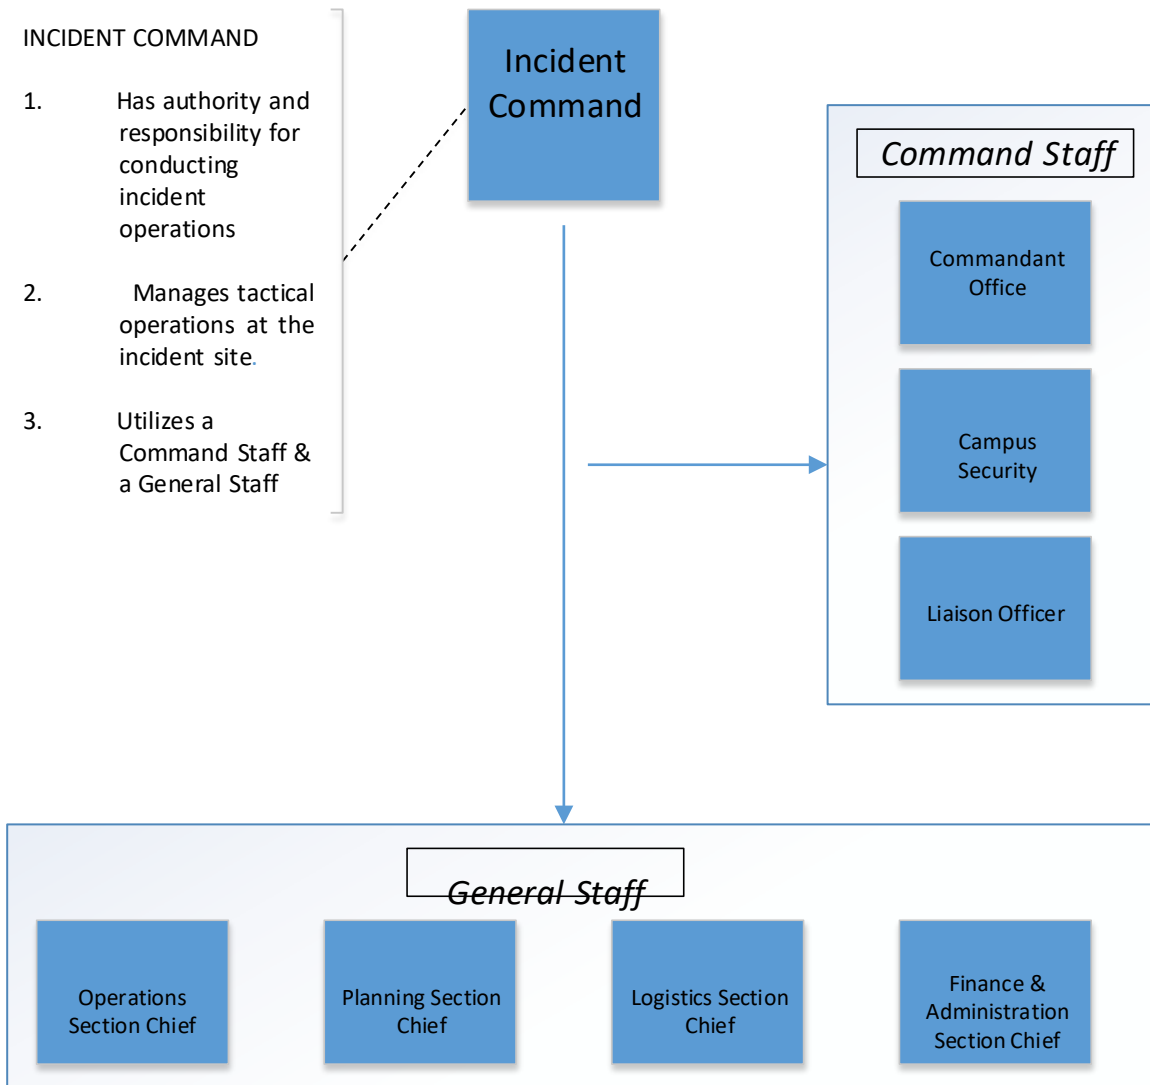 INCIDENT COMMAND
1. Has authority and
responsibility for
conducting
incident
operations
2. Manages tactical
operations at the
incident site.
3. Utilizes a
Command Staff &
a General Staff
Incident
Command
Command Staff
Commandant
Office
Campus
Security
Liaison Officer
General Staff
Operations
Section Chief
Planning Section
Chief
Logistics Section
Chief
Finance &
Administration
Section Chief